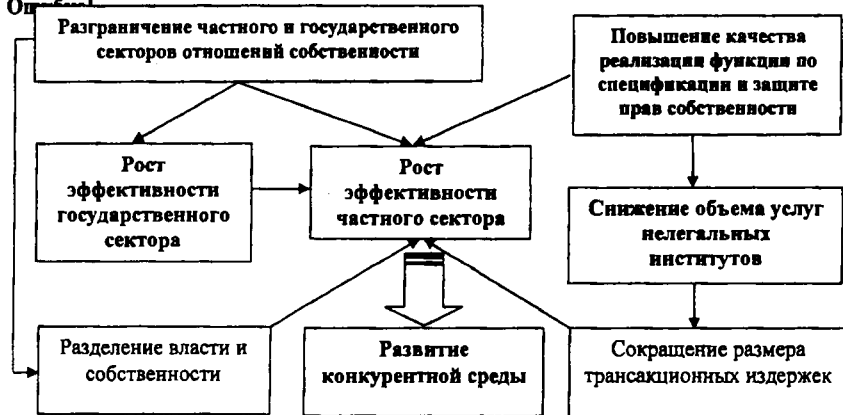 Разграничение частного и государственного
секторов отношений собственности
Повышение качества
реализации функции по
спецификации и защите
прав собственности
Рост
эффективности
государственного
сектора
Рост
эффективности
частного сектора
Снижение объема услуг
нелегальных
институтов
Разделение власти и
собственности
Развитие
конкурентной среды
Сокращение размера
трансакционных издержек